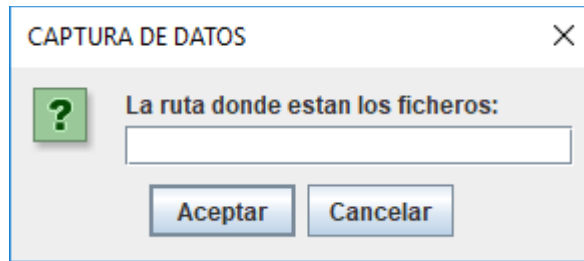 CAPTURA DE DATOS
?
La ruta donde estan los ficheros:
Aceptar
Cancelar